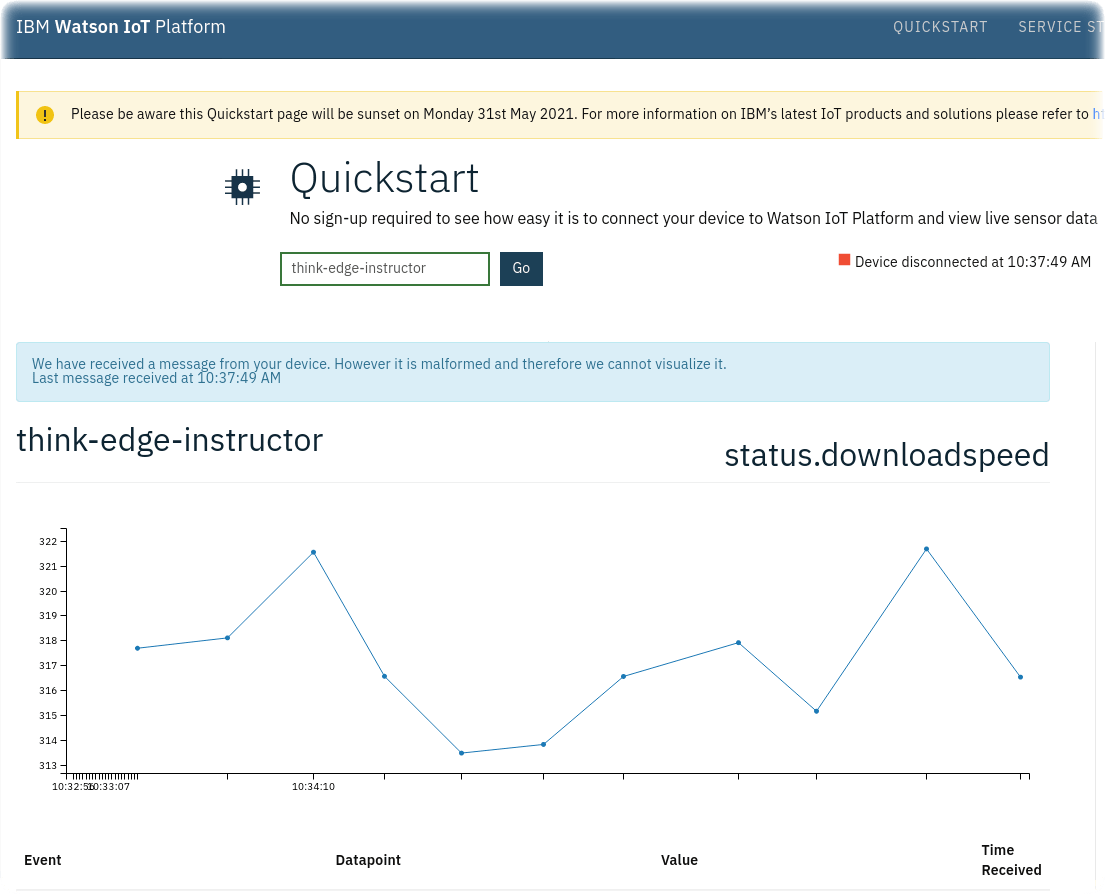 IBM Watson IoT Platform
QUICKSTART
SERVICE ST
Please be aware this Quickstart page will be sunset on Monday 31st May 2021. For more information on IBM's latest IoT products and solutions please refer to
Quickstart
No sign-up required to see how easy it is to connect your device to Watson IoT Platform and view live sensor data
think-edge-instructor
Go
Device disconnected at 10:37:49 AM
We have received a message from your device. However it is malformed and therefore we cannot visualize it.
Last message received at 10:37:49 AM
think-edge-instructor
status.downloadspeed
322
321
320
319
318
317
316
315
314
313
10:33:07
10:34:10
Event
Datapoint
Value
Time
Received